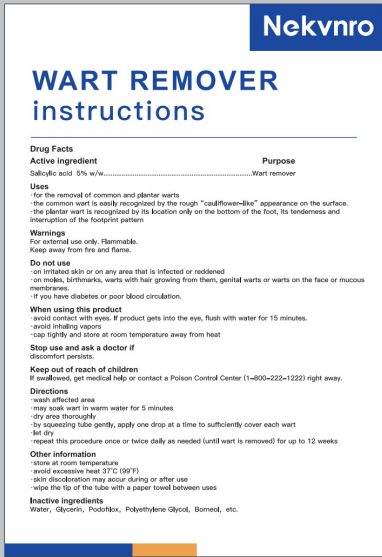 Nekvnro
WART REMOVER
instructions
Drug Facts
Active ingredient Purpose
Salicylic acid 5% w/w......................................................................Wart remover
Uses
·for the removal of common and plantar warts
·the common wart is easily recognized by the rough "cauliflower-like" appearance on the surface.
·the plantar wart is recognized by its location only on the bottom of the foot, its tenderness and
interruption of the footprint pattern
Warnings
For external use only. Flammable.
Keep away from fire and flame.
Do not use
·on irritated skin or on any area that is infected or reddened
·on moles, birthmarks, warts with hair growing from them, genital warts or warts on the face or mucous
membranes.
·if you have diabetes or poor blood circulation.
When using this product
·avoid contact with eyes. If product gets into the eye, flush with water for 15 minutes.
·avoid inhaling vapors
·cap tightly and store at room temperature away from heat
Stop use and ask a doctor if
discomfort persists.
Keep out of reach of children
If swallowed, get medical help or contact a Poison Control Center (1-800-222-1222) right away.
Directions
·wash affected area
·may soak wart in warm water for 5 minutes
·dry area thoroughly
·by squeezing tube gently, apply one drop at a time to sufficiently cover each wart
·let dry
·repeat this procedure once or twice daily as needed (until wart is removed) for up to 12 weeks
Other information
·store at room temperature
·avoid excessive heat 37°C (99°F)
·skin discoloration may occur during or after use
·wipe the tip of the tube with a paper towel between uses
Inactive ingredients
Water, Glycerin, Podofilox, Polyethylene Glycol, Borneol, etc.